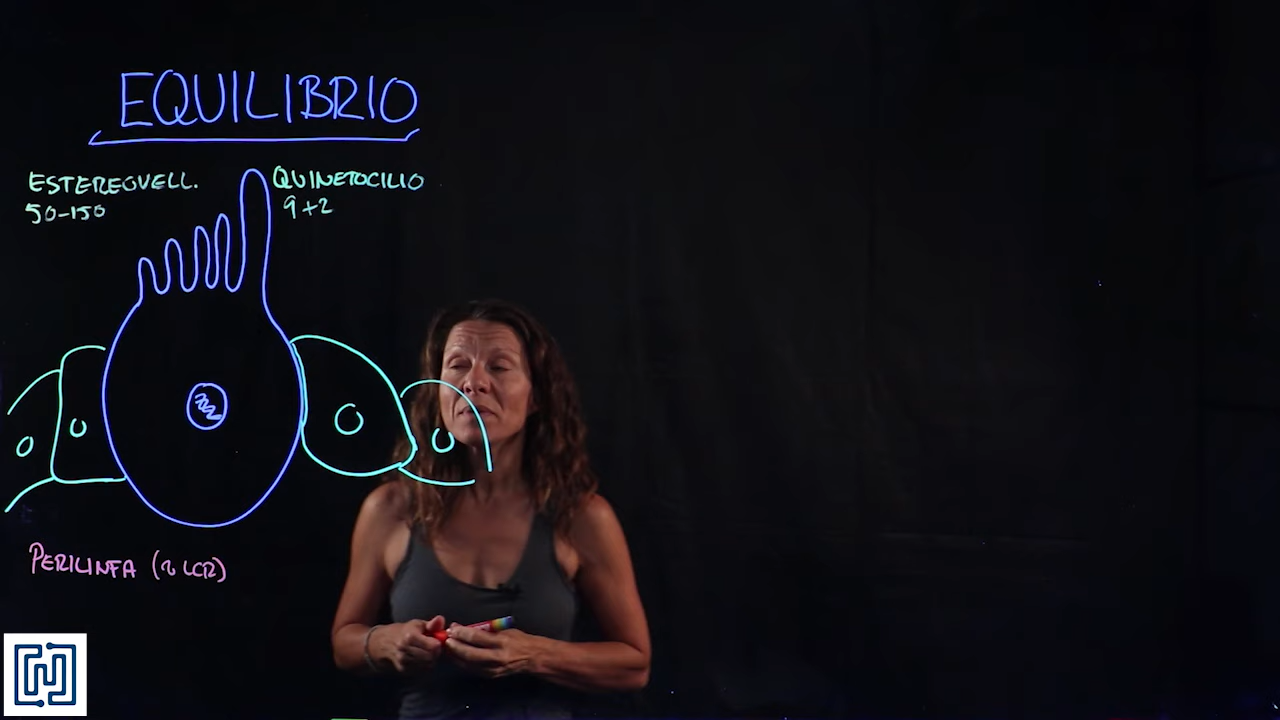 EQUILIBRIO
ESTEREOVELL.
50-150
QUINETOCILIO
9+2
PERILINFA (≈ LCR)